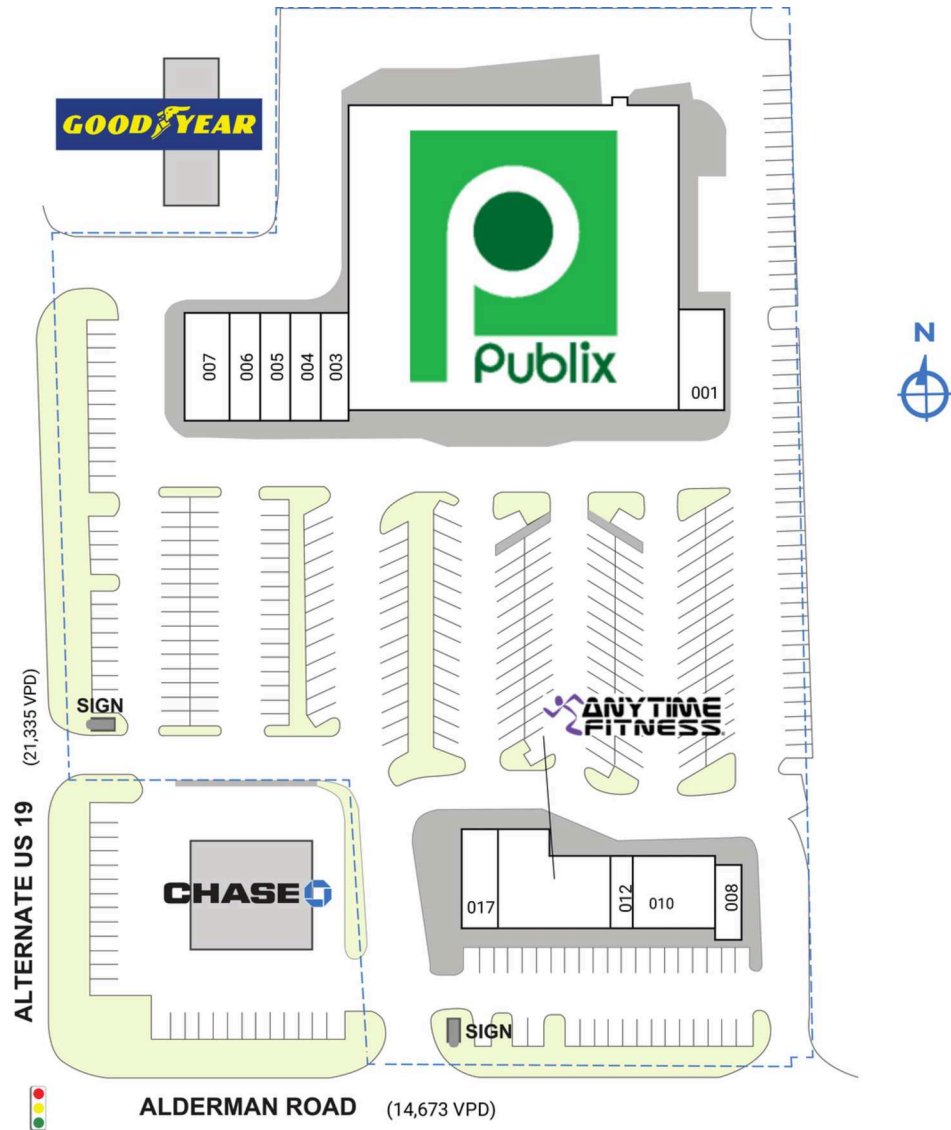 GOODYEAR
Publix
007
006
005
004
003
001
N
SIGN
(21,335 VPD)
ALTERNATE US 19
ANYTIME
FITNESS
CHASE
017
012
010
008
SIGN
ALDERMAN ROAD (14,673 VPD)